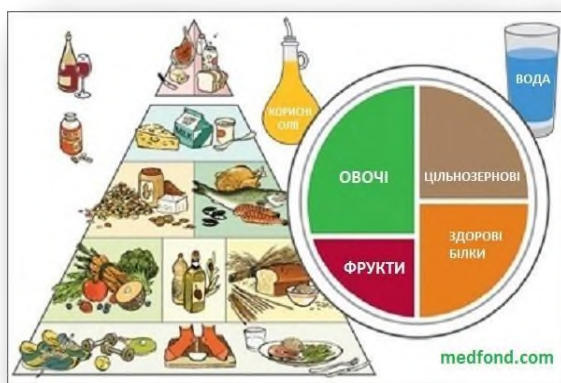 КОРИСНІ
ОЛІЇ
ВОДА
ОВОЧІ
ЦІЛЬНОЗЕРНОВІ
ФРУКТИ
ЗДОРОВІ
БІЛКИ
medfond.com